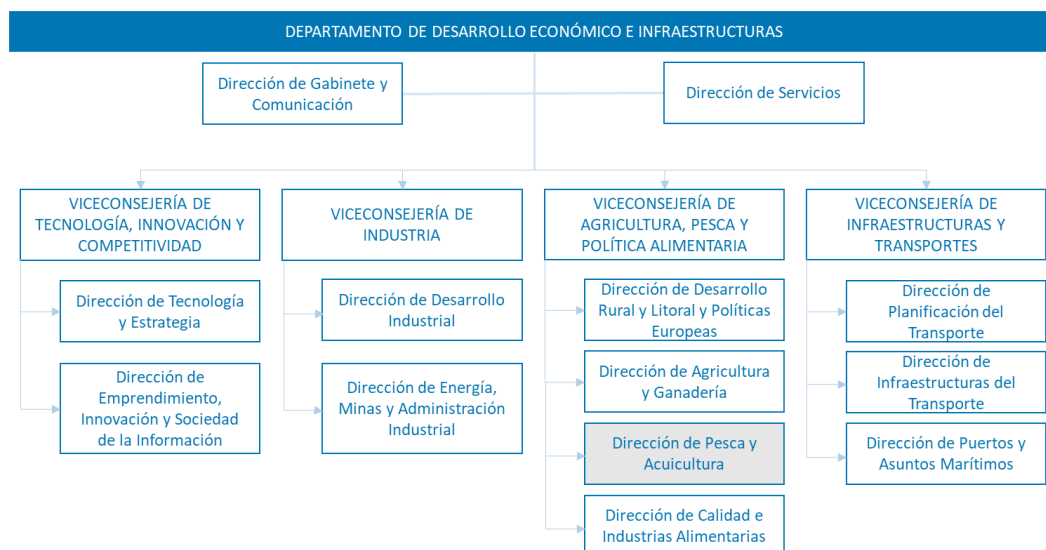 DEPARTAMENTO DE DESARROLLO ECONÓMICO E INFRAESTRUCTURAS
Dirección de Gabinete y
Comunicación
Dirección de Servicios
VICECONSEJERÍA DE
TECNOLOGÍA, INNOVACIÓN Y
COMPETITIVIDAD
Dirección de Tecnología
y Estrategia
Dirección de
Emprendimiento,
Innovación y Sociedad
de la Información
VICECONSEJERÍA DE
INDUSTRIA
Dirección de Desarrollo
Industrial
Dirección de Energía,
Minas y Administración
Industrial
VICECONSEJERÍA DE
AGRICULTURA, PESCA Y
POLÍTICA ALIMENTARIA
Dirección de Desarrollo
Rural y Litoral y Políticas
Europeas
Dirección de Agricultura
y Ganadería
Dirección de Pesca y
Acuicultura
Dirección de Calidad e
Industrias Alimentarias
VICECONSEJERÍA DE
INFRAESTRUCTURAS Y
TRANSPORTES
Dirección de
Planificación del
Transporte
Dirección de
Infraestructuras del
Transporte
Dirección de Puertos y
Asuntos Marítimos